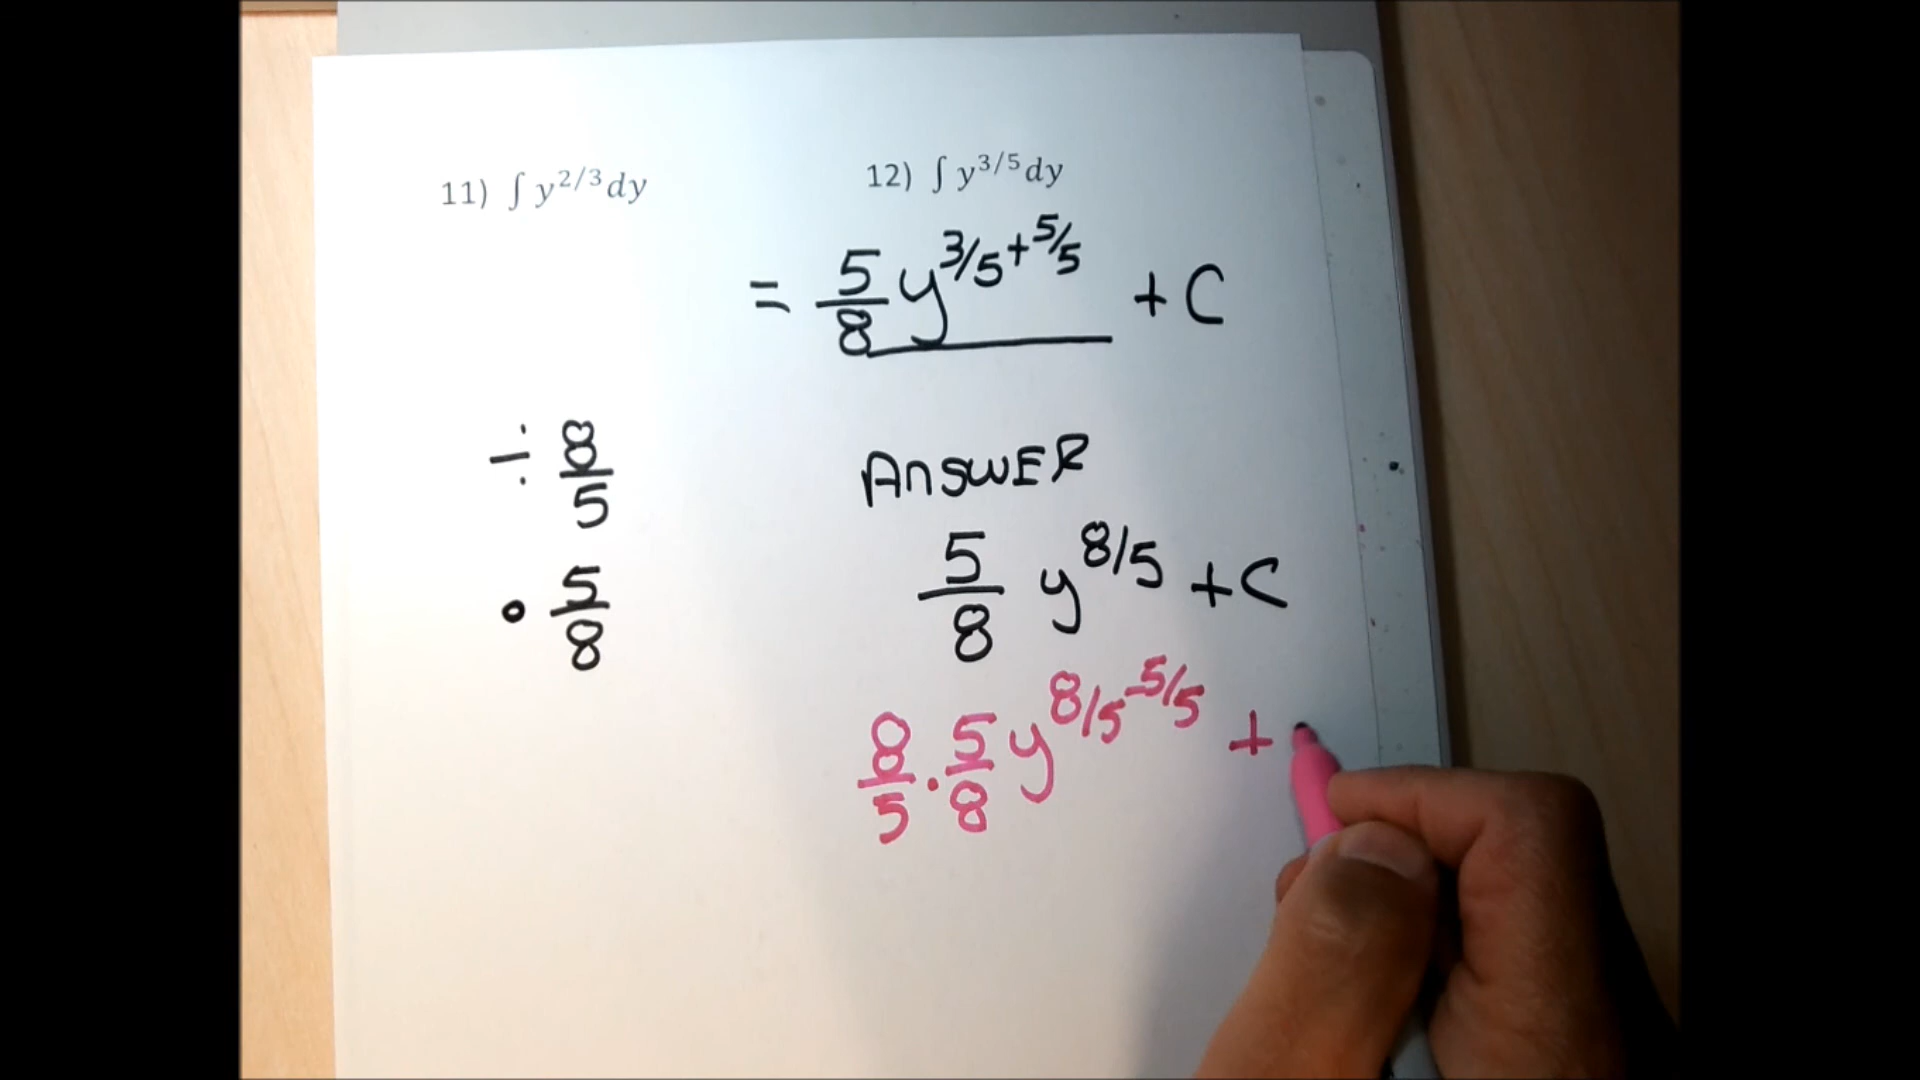 11) ∫ y^2/3 dy
12) ∫ y^3/5 dy
= 5/8 y^3/5 + 5/5 + C
÷ 8/5
• 5/8
ANSWER
5/8 y^8/5 + C
8/5 · 5/8 y^8/5 - 5/5 +